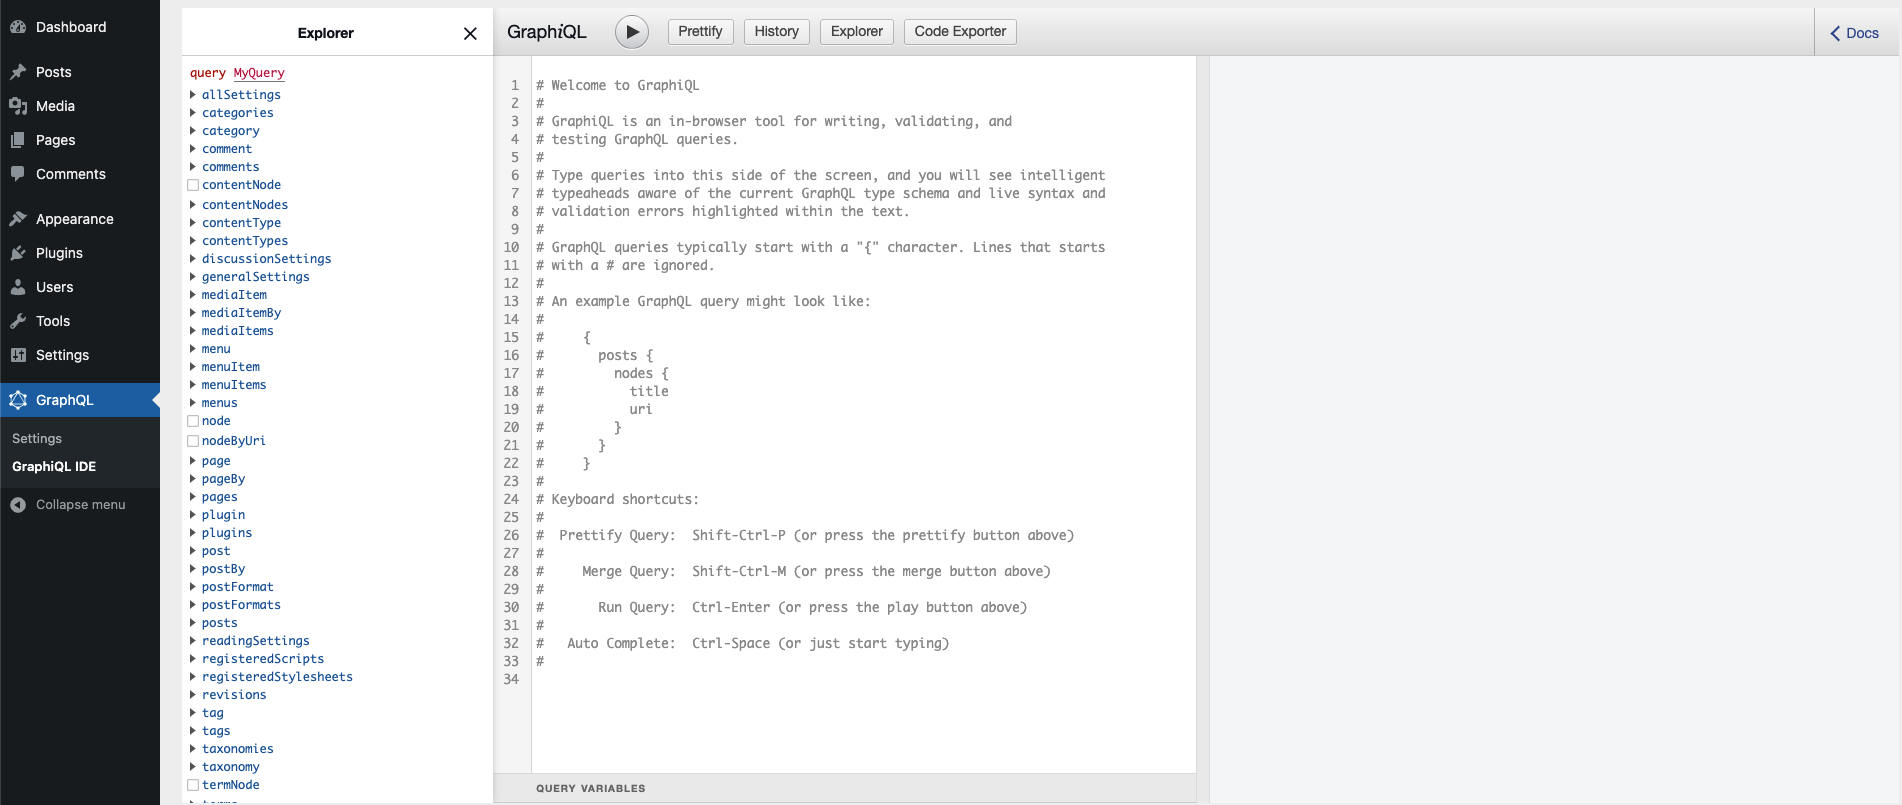 Dashboard
Posts
Media
Pages
Comments
Appearance
Plugins
Users
Tools
Settings
GraphQL
Settings
GraphiQL IDE
Collapse menu
Explorer
query MyQuery
allSettings
categories
category
comment
comments
contentNode
contentNodes
contentType
contentTypes
discussionSettings
generalSettings
mediaItem
mediaItemBy
mediaItems
menu
menuItem
menuItems
menus
node
nodeByUri
page
pageBy
pages
plugin
plugins
post
postBy
postFormat
postFormats
posts
readingSettings
registeredScripts
registeredStylesheets
revisions
tag
tags
taxonomies
taxonomy
termNode
GraphiQL
Prettify
History
Explorer
Code Exporter
Docs
1 # Welcome to GraphiQL
2 #
3 # GraphiQL is an in-browser tool for writing, validating, and
4 # testing GraphQL queries.
5 #
6 # Type queries into this side of the screen, and you will see intelligent
7 # typeaheads aware of the current GraphQL type schema and live syntax and
8 # validation errors highlighted within the text.
9 #
10 # GraphQL queries typically start with a "{" character. Lines that starts
11 # with a # are ignored.
12 #
13 # An example GraphQL query might look like:
14 #
15 #     {
16 #       posts {
17 #         nodes {
18 #           title
19 #           uri
20 #         }
21 #       }
22 #     }
23 #
24 # Keyboard shortcuts:
25 #
26 #  Prettify Query:  Shift-Ctrl-P (or press the prettify button above)
27 #
28 #     Merge Query:  Shift-Ctrl-M (or press the merge button above)
29 #
30 #       Run Query:  Ctrl-Enter (or press the play button above)
31 #
32 #   Auto Complete:  Ctrl-Space (or just start typing)
33 #
34
QUERY VARIABLES